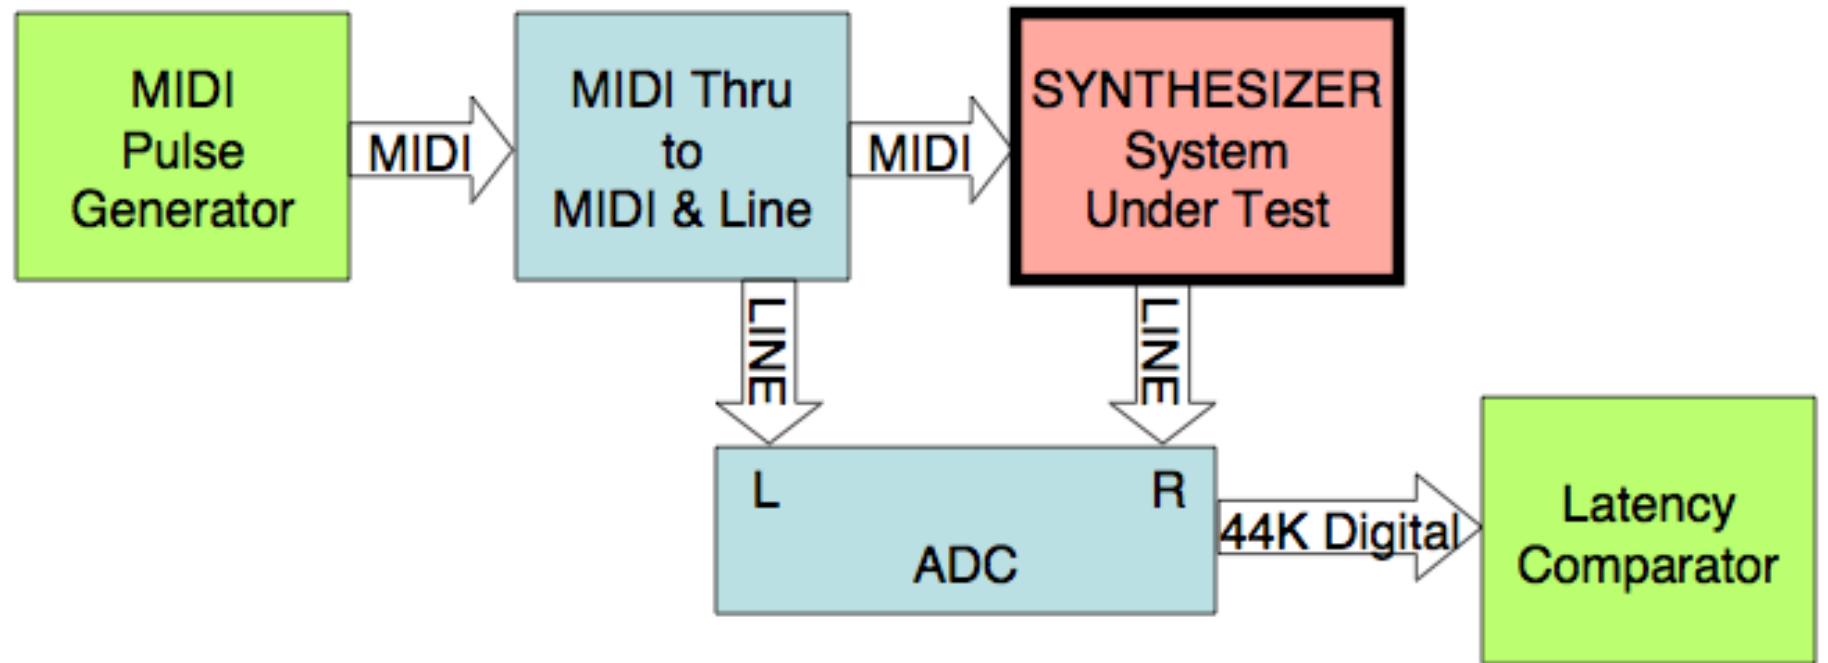 MIDI
Pulse
Generator
MIDI
MIDI Thru
to
MIDI & Line
MIDI
SYNTHESIZER
System
Under Test
LINE
LINE
L
R
ADC
44K Digital
Latency
Comparator